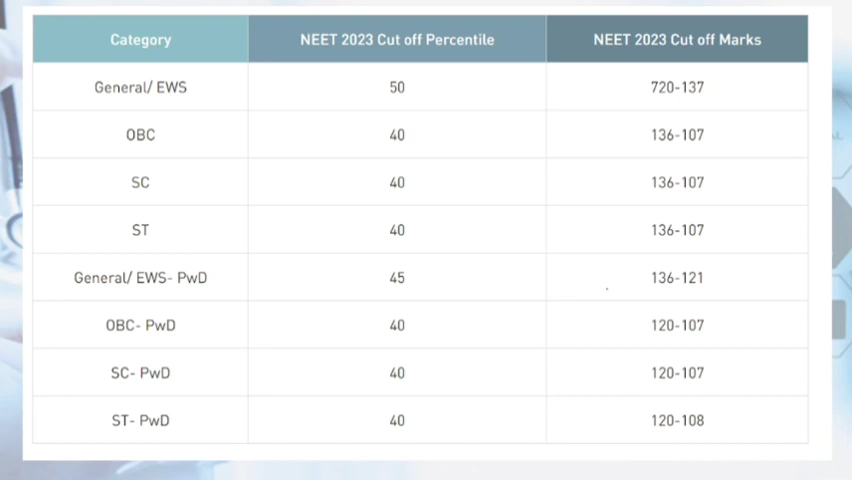 Category NEET 2023 Cut off Percentile NEET 2023 Cut off Marks
General/ EWS 50 720-137
OBC 40 136-107
SC 40 136-107
ST 40 136-107
General/ EWS- PwD 45 136-121
OBC- PwD 40 120-107
SC- PwD 40 120-107
ST- PwD 40 120-108